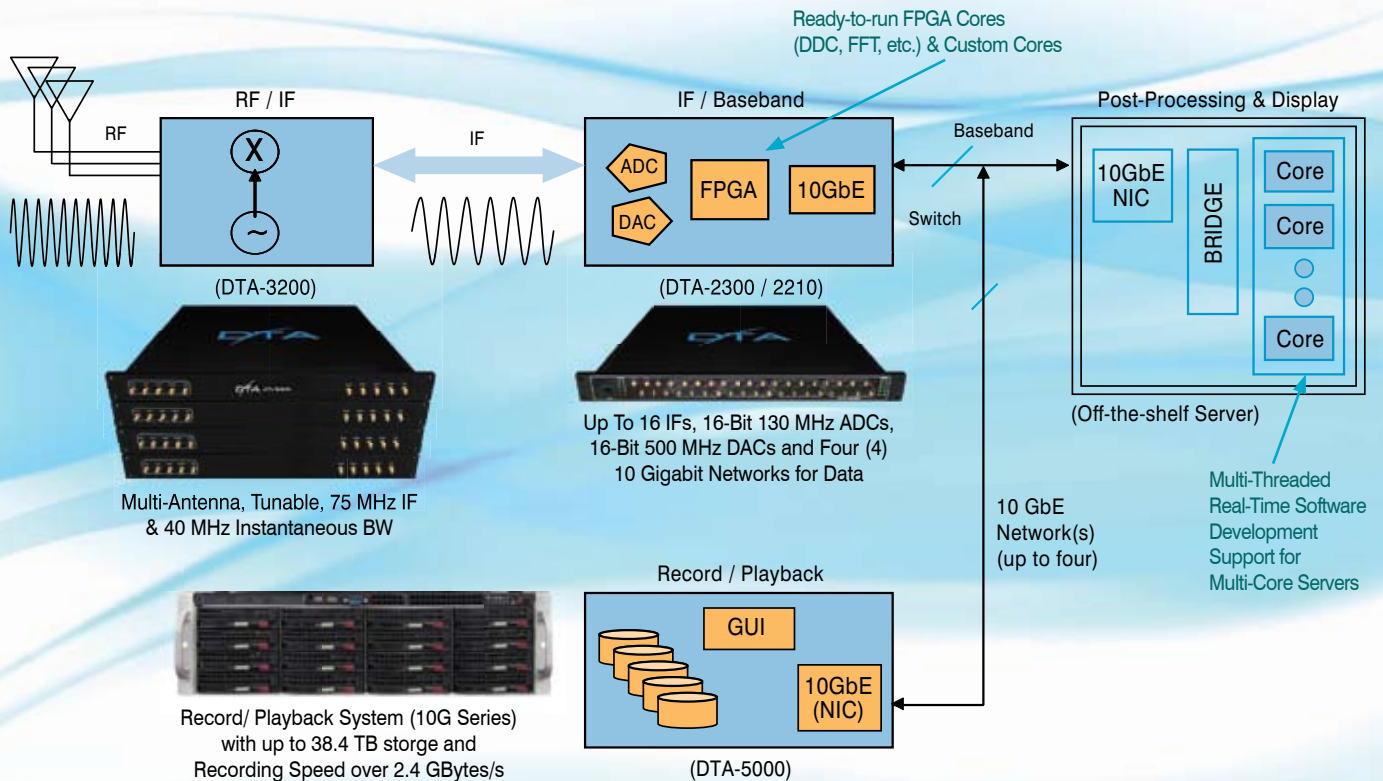 Ready-to-run FPGA Cores
(DDC, FFT, etc.) & Custom Cores
RF / IF
RF
X
~
(DTA-3200)
IF
IF / Baseband
ADC
DAC
FPGA
10GbE
(DTA-2300 / 2210)
Baseband
Switch
Post-Processing & Display
10GbE
NIC
BRIDGE
Core
Core
Core
(Off-the-shelf Server)
Multi-Threaded
Real-Time Software
Development
Support for
Multi-Core Servers
DTA
DTA
DTA
Multi-Antenna, Tunable, 75 MHz IF
& 40 MHz Instantaneous BW
Up To 16 IFs, 16-Bit 130 MHz ADCs,
16-Bit 500 MHz DACs and Four (4)
10 Gigabit Networks for Data
10 GbE
Network(s)
(up to four)
Record / Playback
GUI
10GbE
(NIC)
(DTA-5000)
Record/ Playback System (10G Series)
with up to 38.4 TB storge and
Recording Speed over 2.4 GBytes/s